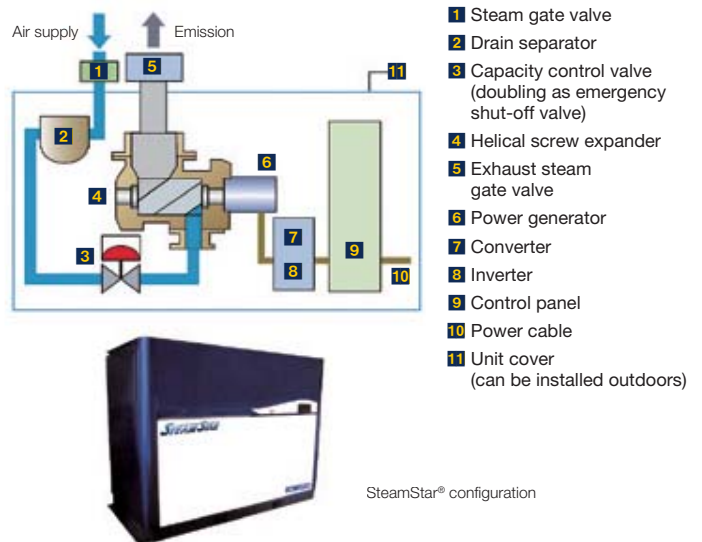 Air supply
Emission
1
5
11
2
6
4
7
3
8
9
10
1 Steam gate valve
2 Drain separator
3 Capacity control valve
(doubling as emergency
shut-off valve)
4 Helical screw expander
5 Exhaust steam
gate valve
6 Power generator
7 Converter
8 Inverter
9 Control panel
10 Power cable
11 Unit cover
(can be installed outdoors)
STEAMSTAR
SteamStar® configuration